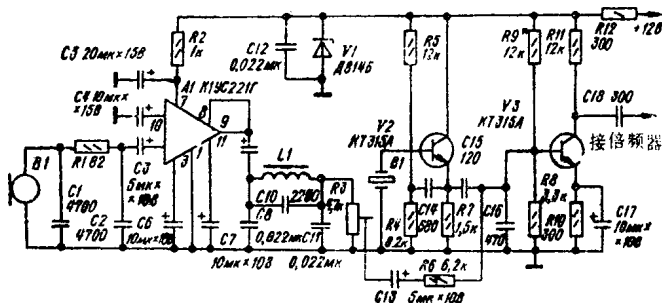 R2
1к
C3 20мк×15В
C4 10мк×
×15В
A1 К1УС221Г
C12
0,022мк
V1
Д814Б
R5
12к
V2
КТ315А
B1
C15
120
R9*
12к
R11
12к
R12
300
+12В
V3
КТ315А
C18 300
接倍频器
7
8
9
10
11
3
1
B1
R1 82
C1
4700
C2
4700
C3
5мк×
×10В
C6
10мк×10В
C7
10мк×10В
L1
C10
2200
C8
0,022мк
C11
0,022мк
R3
R4
8,2к
C14
680
R7
1,5к
C16
470
R8
3,3к
R10
300
C17
10мк×
×10В
R6 6,2к
C13
5мк×10В